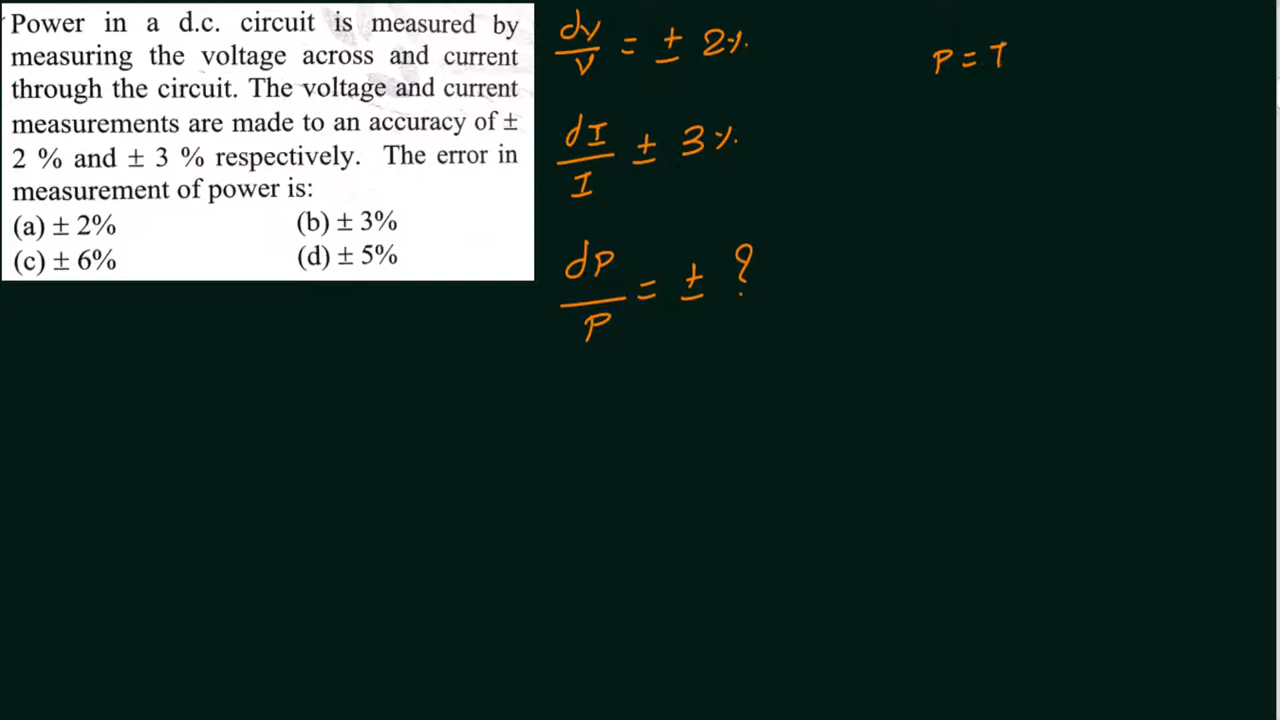 Power in a d.c. circuit is measured by
measuring the voltage across and current
through the circuit. The voltage and current
measurements are made to an accuracy of ±
2 % and ± 3 % respectively. The error in
measurement of power is:
(a) ± 2% (b) ± 3%
(c) ± 6% (d) ± 5%
dV/V = ± 2%
dI/I ± 3%
dP/P = ± ?
P =